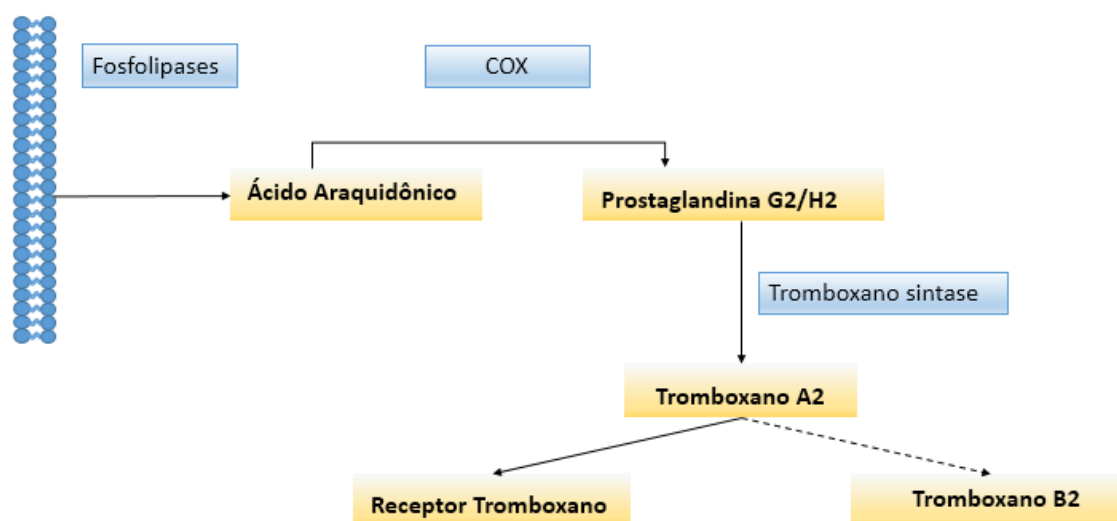 Fosfolipases
COX
Ácido Araquidônico
Prostaglandina G2/H2
Tromboxano sintase
Tromboxano A2
Receptor Tromboxano
Tromboxano B2